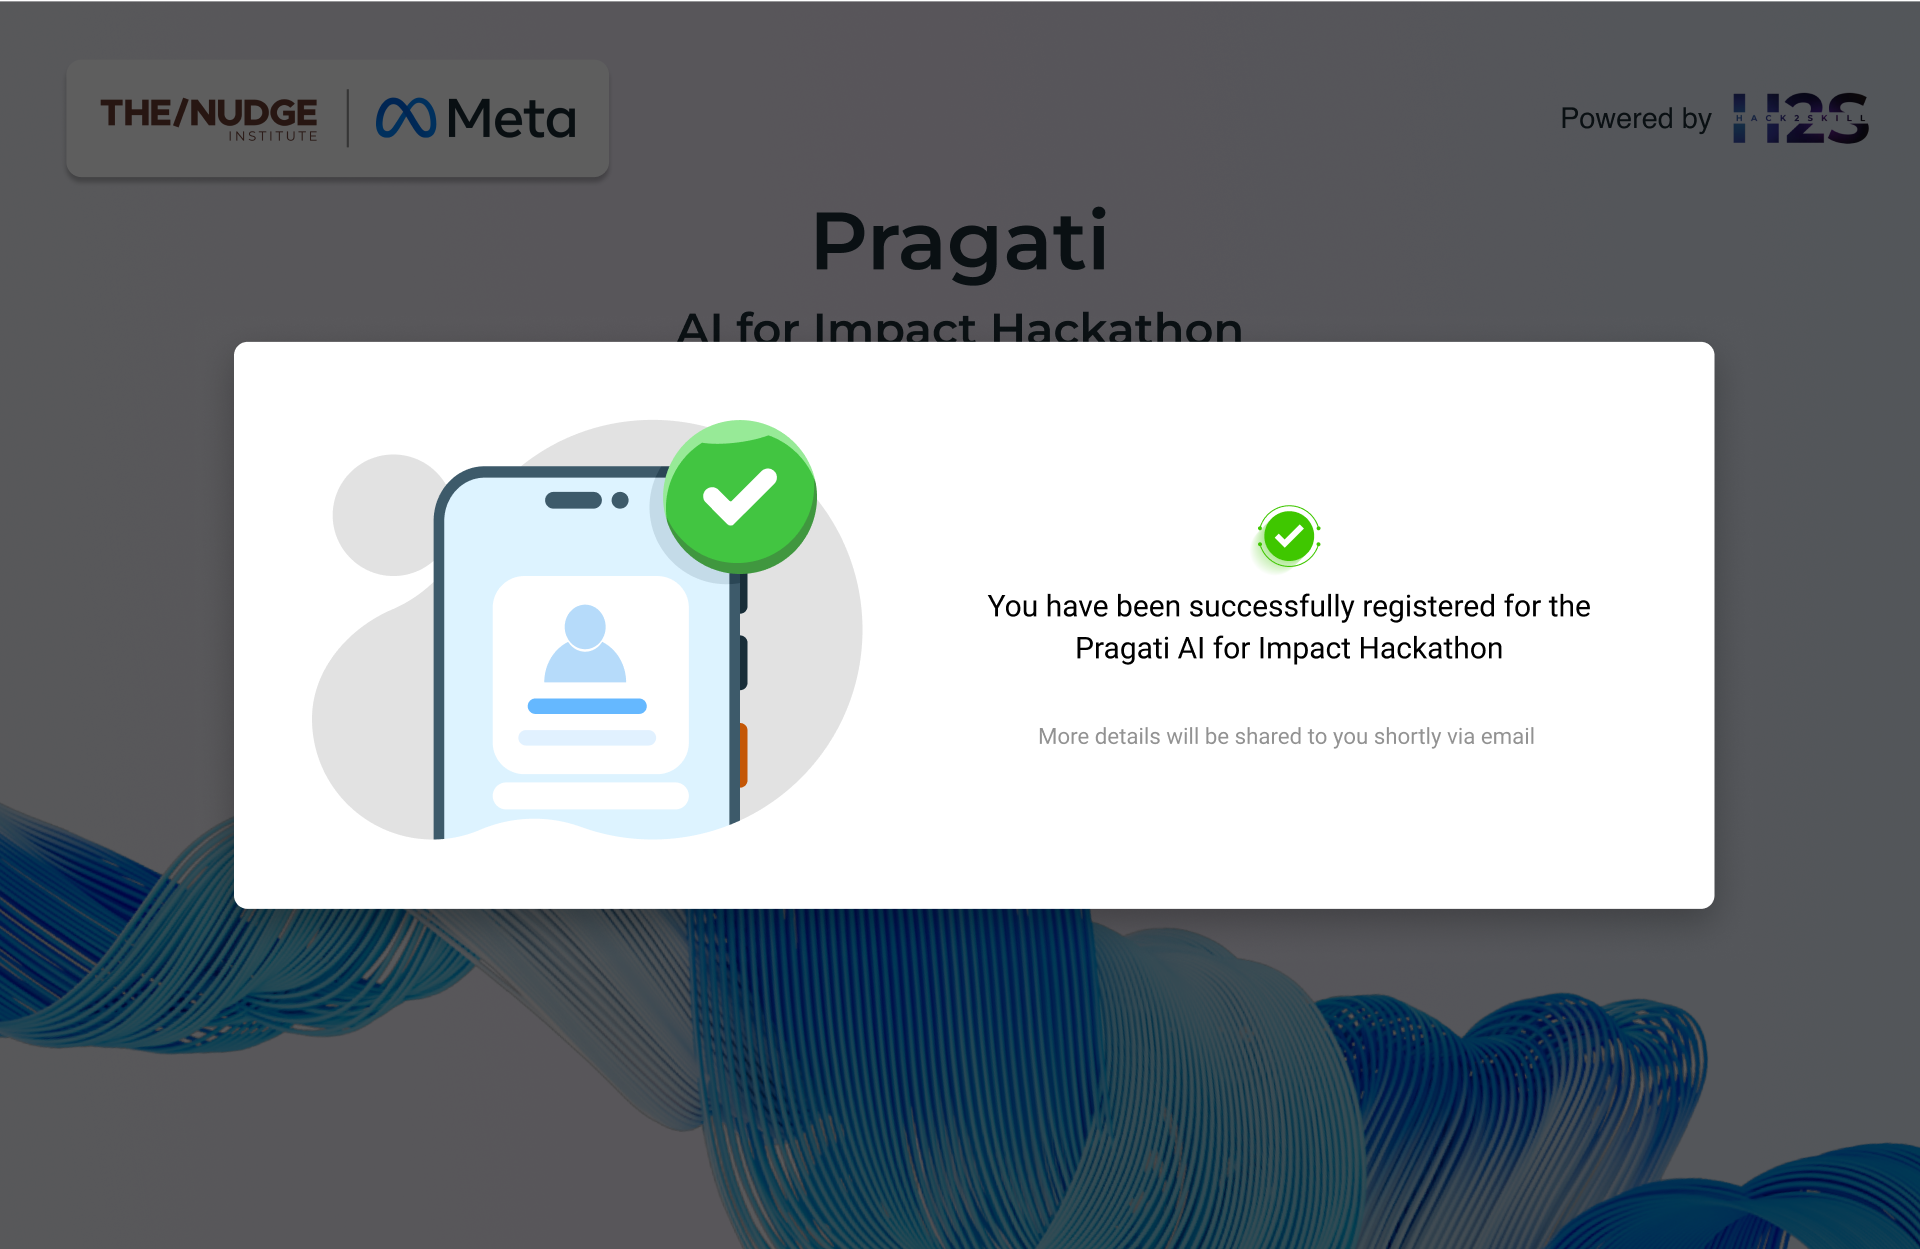 THE/NUDGE
INSTITUTE
Meta
Powered by
H2S
HACK2SKILL
Pragati
AI for Impact Hackathon
You have been successfully registered for the
Pragati AI for Impact Hackathon
More details will be shared to you shortly via email